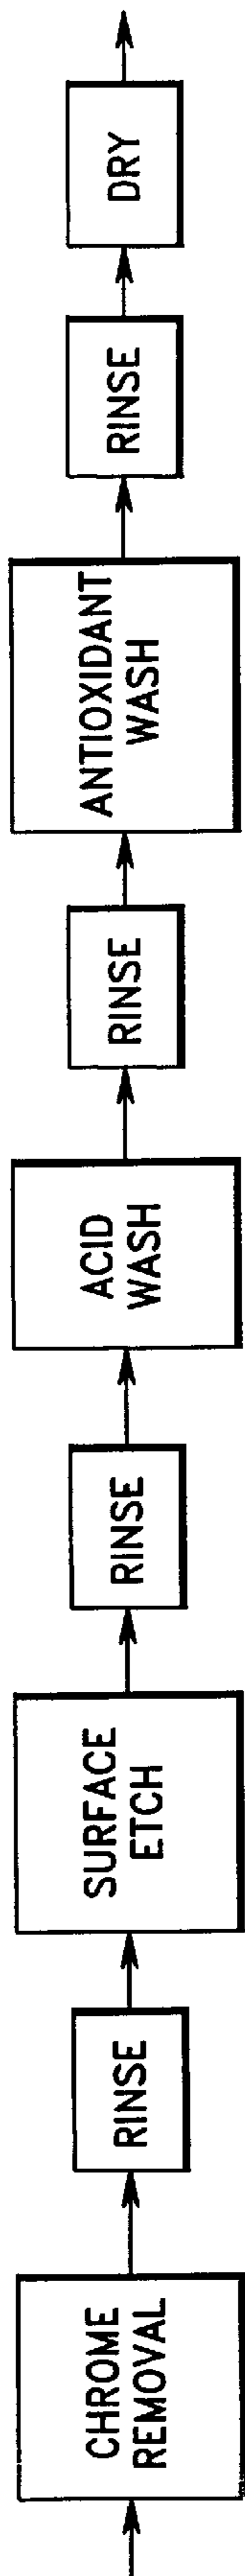 CHROME
REMOVAL
RINSE
SURFACE
ETCH
RINSE
ACID
WASH
RINSE
ANTIOXIDANT
WASH
RINSE
DRY